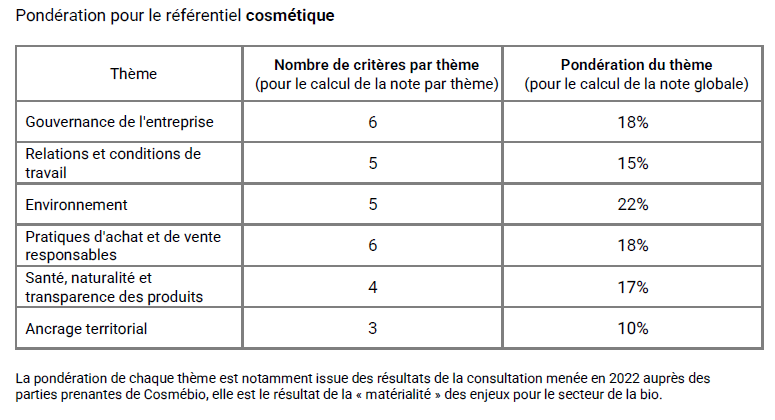 Pondération pour le référentiel cosmétique
Thème
Nombre de critères par thème
(pour le calcul de la note par thème)
Pondération du thème
(pour le calcul de la note globale)
Gouvernance de l'entreprise
6
18%
Relations et conditions de
travail
5
15%
Environnement
5
22%
Pratiques d'achat et de vente
responsables
6
18%
Santé, naturalité et
transparence des produits
4
17%
Ancrage territorial
3
10%
La pondération de chaque thème est notamment issue des résultats de la consultation menée en 2022 auprès des
parties prenantes de Cosmébio, elle est le résultat de la « matérialité » des enjeux pour le secteur de la bio.